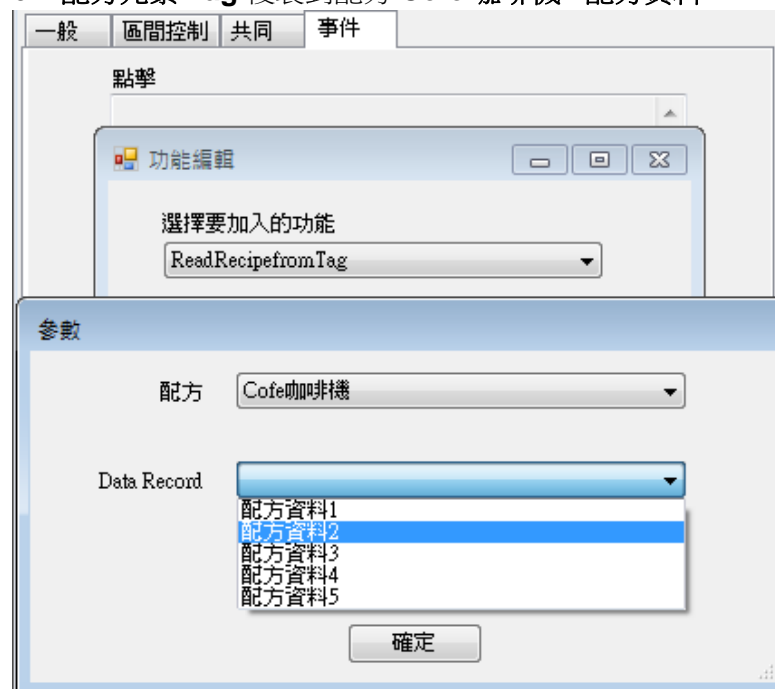 一般 區間控制 共同 事件
點擊
功能編輯
選擇要加入的功能
ReadRecipefromTag
參數
配方 Cofe咖啡機
Data Record
配方資料1
配方資料2
配方資料3
配方資料4
配方資料5
確定